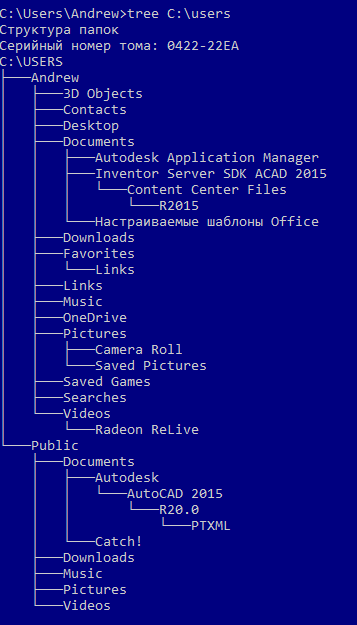 C:\Users\Andrew>tree C:\users
Структура папок
Серийный номер тома: 0422-22EA
C:\USERS
├───Andrew
│   ├───3D Objects
│   ├───Contacts
│   ├───Desktop
│   ├───Documents
│   │   ├───Autodesk Application Manager
│   │   ├───Inventor Server SDK ACAD 2015
│   │   │   └───Content Center Files
│   │   │       └───R2015
│   │   └───Настраиваемые шаблоны Office
│   ├───Downloads
│   ├───Favorites
│   │   └───Links
│   ├───Links
│   ├───Music
│   ├───OneDrive
│   ├───Pictures
│   │   ├───Camera Roll
│   │   └───Saved Pictures
│   ├───Saved Games
│   ├───Searches
│   └───Videos
│       └───Radeon ReLive
└───Public
    ├───Documents
    │   ├───Autodesk
    │   │   └───AutoCAD 2015
    │   │       └───R20.0
    │   │           └───PTXML
    │   └───Catch!
    ├───Downloads
    ├───Music
    ├───Pictures
    └───Videos